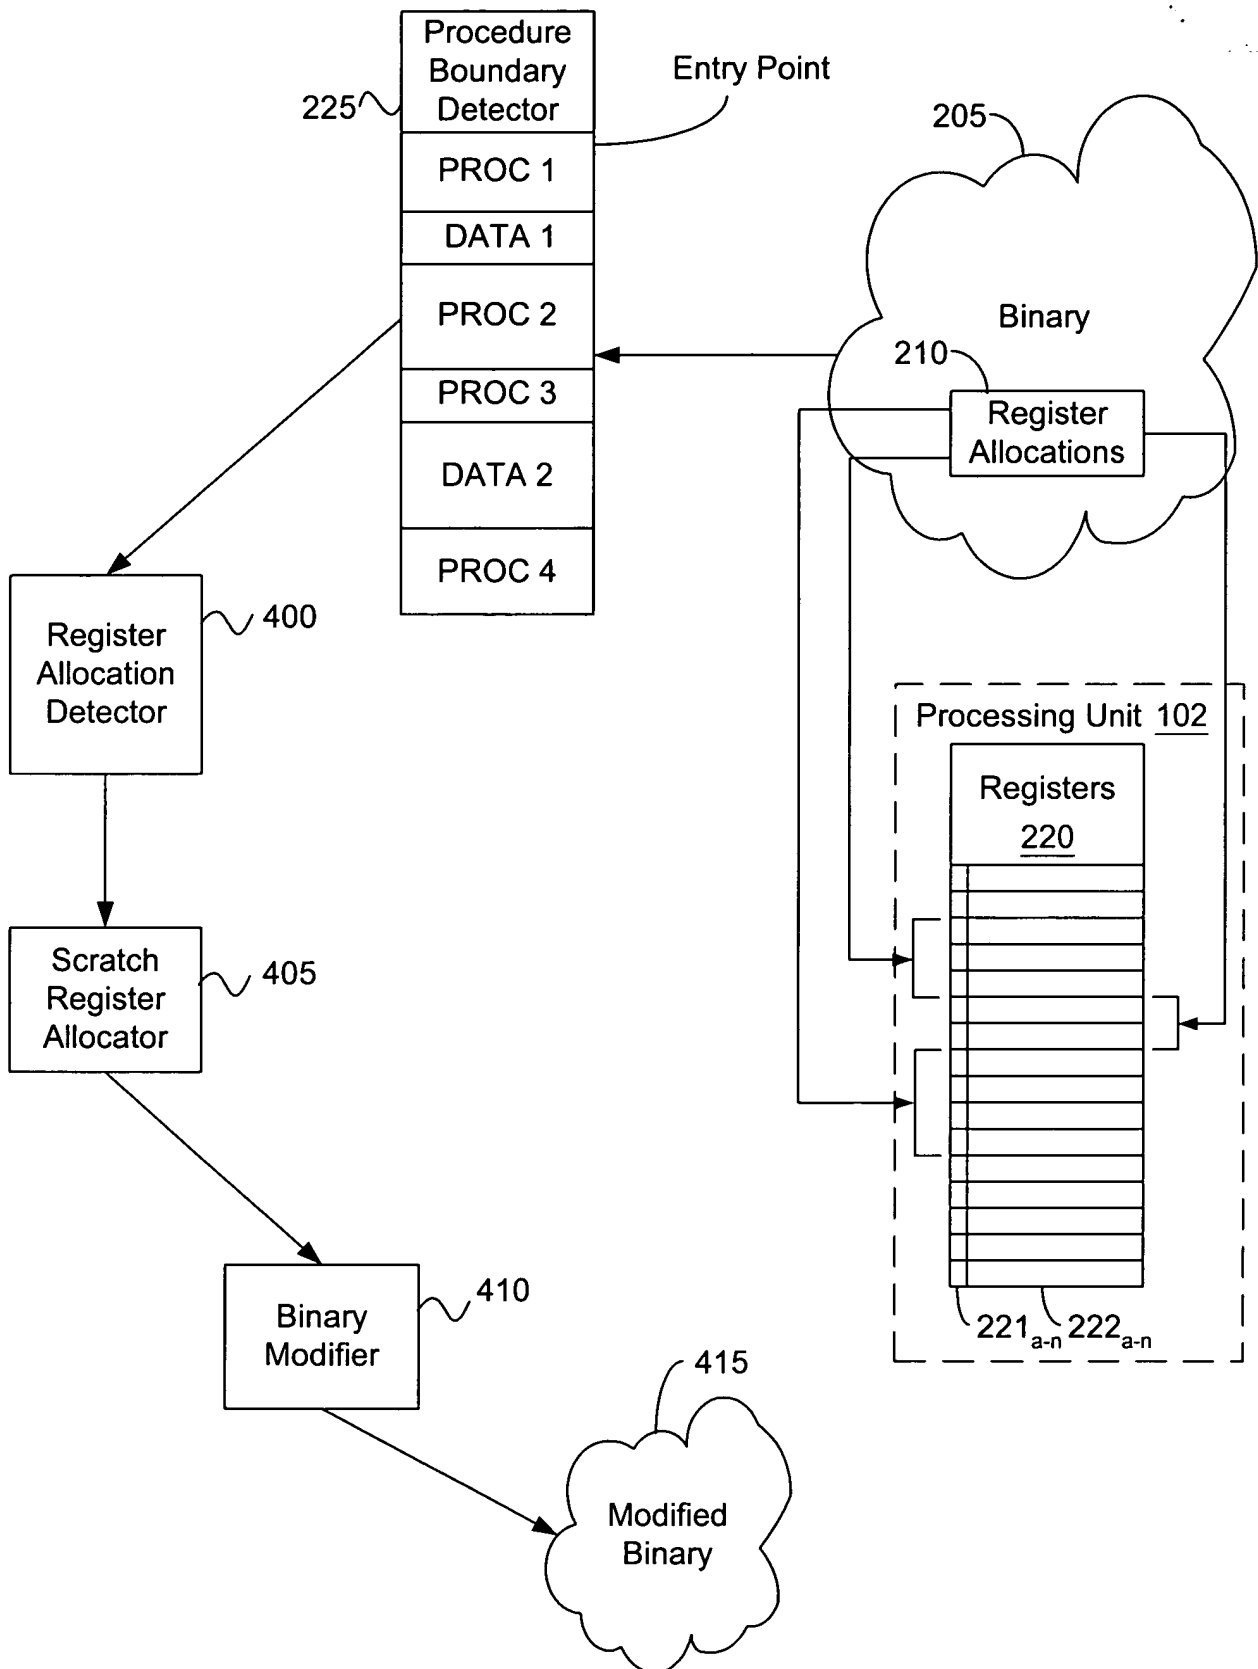 Procedure
Boundary
Detector
225
Entry Point
PROC 1
DATA 1
PROC 2
PROC 3
DATA 2
PROC 4
205
Binary
210
Register
Allocations
400
Register
Allocation
Detector
Processing Unit 102
Registers
220
405
Scratch
Register
Allocator
221a-n 222a-n
410
Binary
Modifier
415
Modified
Binary